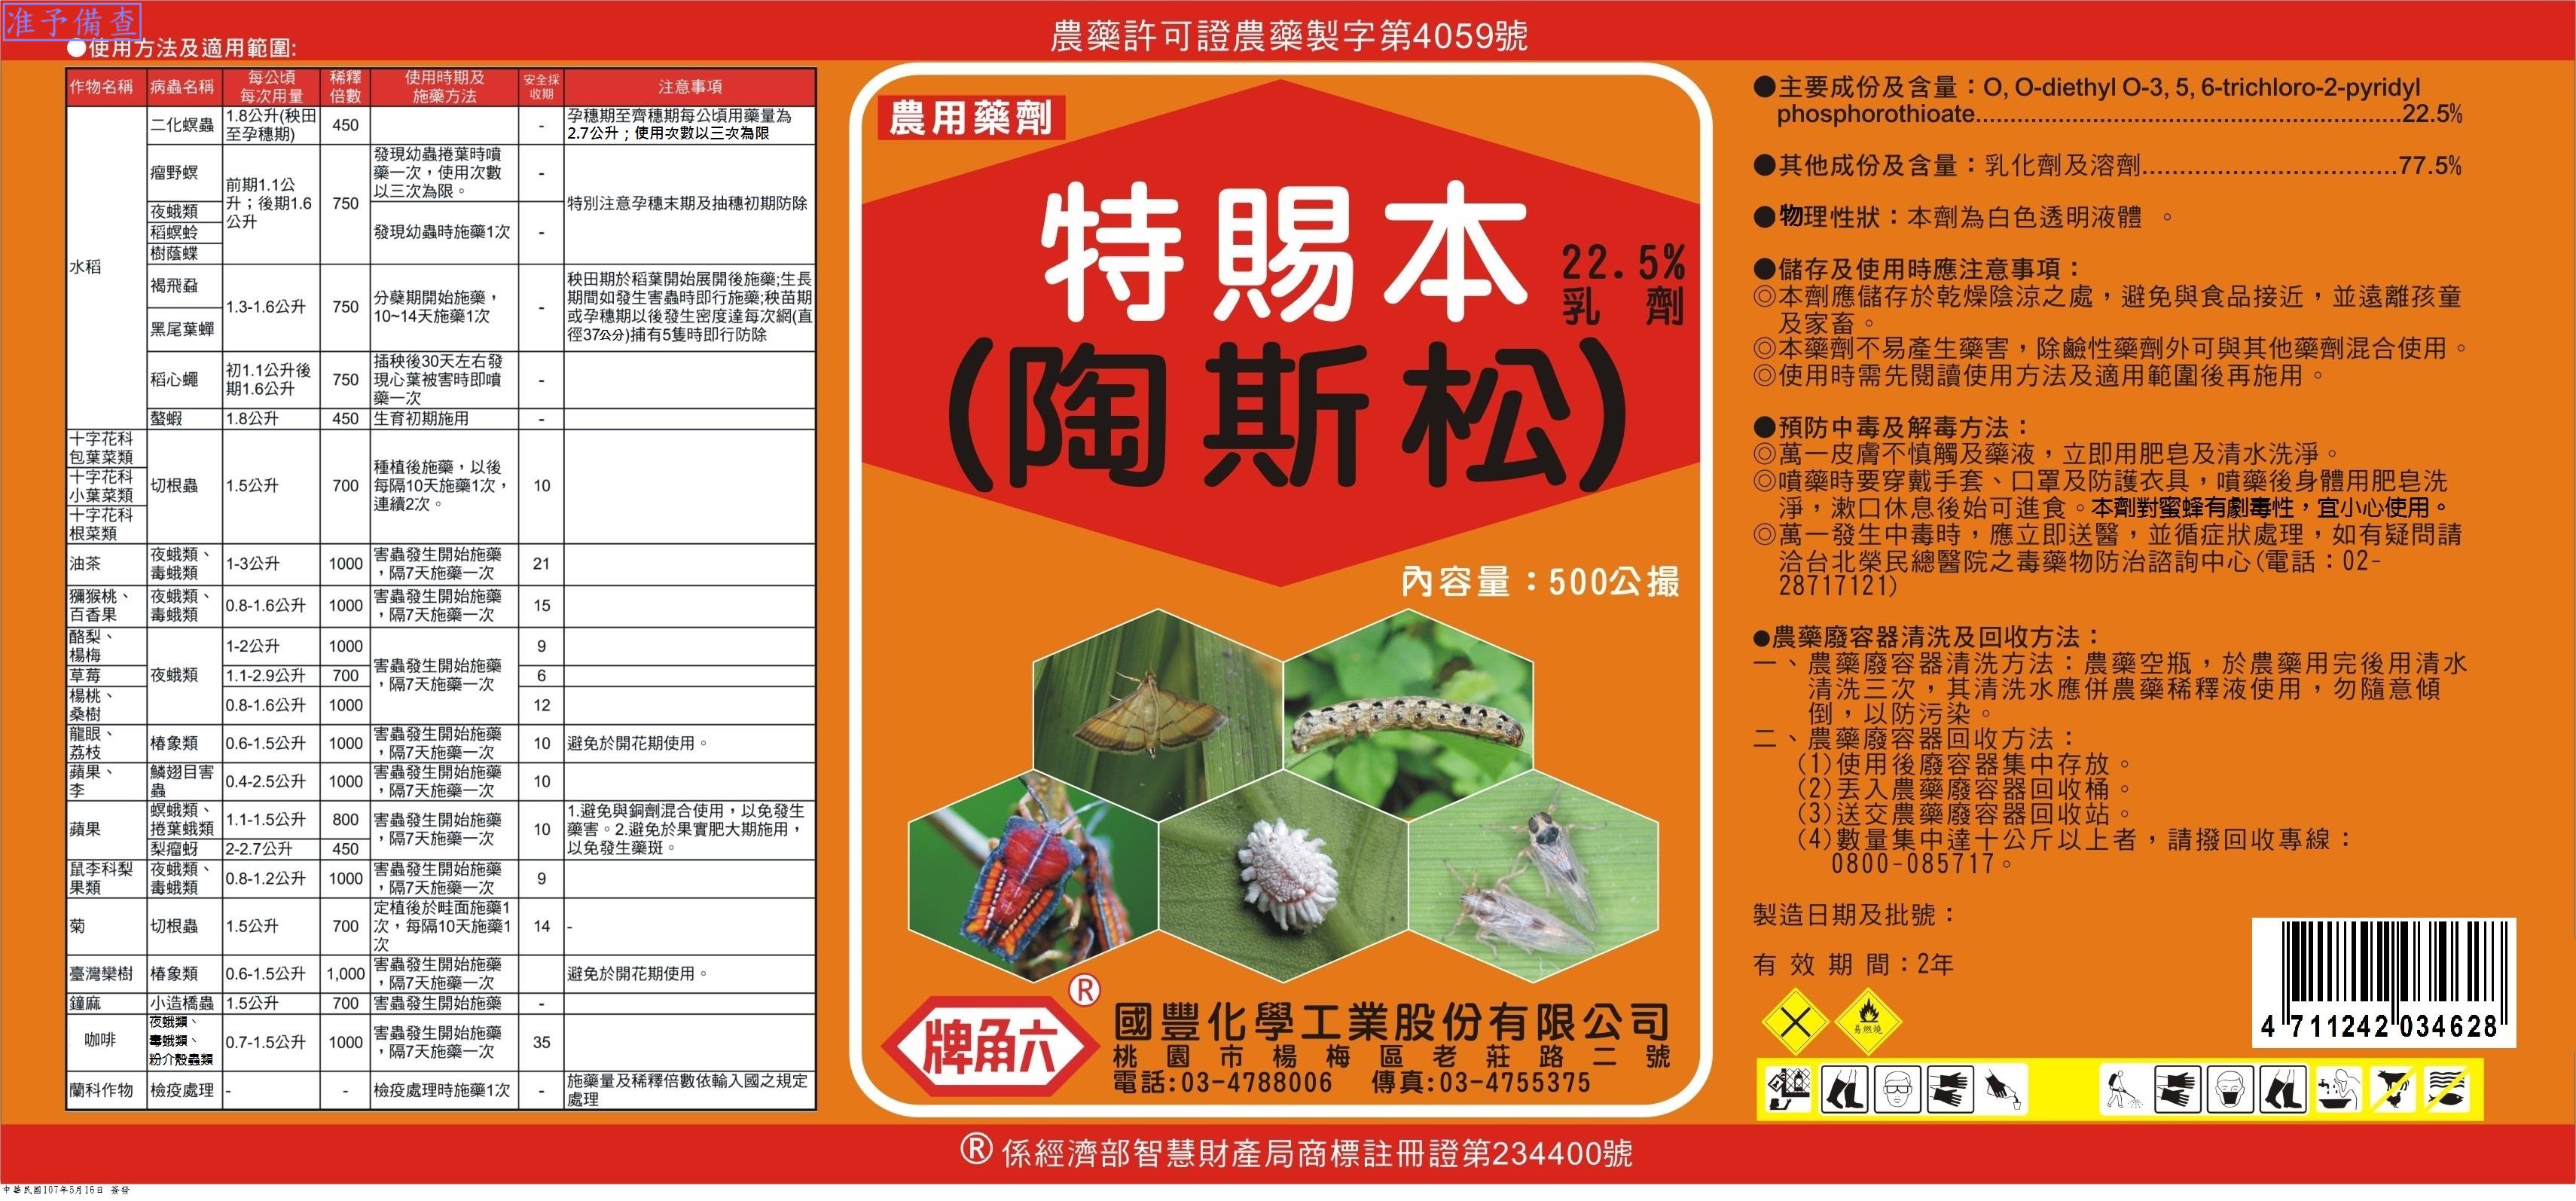 准予備查
農藥許可證農藥製字第4059號
●使用方法及適用範圍:
作物名稱 病蟲名稱 每公頃每次用量 稀釋倍數 使用時期及施藥方法 安全採收期 注意事項
水稻
二化螟蟲 1.8公升(秧田至孕穗期) 450 - 孕穗期至齊穗期每公頃用藥量為2.7公升；使用次數以三次為限
瘤野螟 前期1.1公升；後期1.6公升 750 發現幼蟲捲葉時噴藥一次，使用次數以三次為限。 - 特別注意孕穗末期及抽穗初期防除
夜蛾類
稻螟蛉 發現幼蟲時施藥1次 -
樹蔭蝶
褐飛蝨 1.3-1.6公升 750 分蘗期開始施藥，10~14天施藥1次 - 秧田期於稻葉開始展開後施藥;生長期間如發生害蟲時即行施藥;秧苗期或孕穗期以後發生密度達每次網(直徑37公分)捕有5隻時即行防除
黑尾葉蟬
稻心蠅 初1.1公升後期1.6公升 750 插秧後30天左右發現心葉被害時即噴藥一次 -
螯蝦 1.8公升 450 生育初期施用 -
十字花科包葉菜類
十字花科小葉菜類 切根蟲 1.5公升 700 種植後施藥，以後每隔10天施藥1次，連續2次。 10
十字花科根菜類
油茶 夜蛾類、毒蛾類 1-3公升 1000 害蟲發生開始施藥，隔7天施藥一次 21
獼猴桃、百香果 夜蛾類、毒蛾類 0.8-1.6公升 1000 害蟲發生開始施藥，隔7天施藥一次 15
酪梨、楊梅 夜蛾類 1-2公升 1000 害蟲發生開始施藥，隔7天施藥一次 9
草莓 1.1-2.9公升 700 6
楊桃、桑樹 0.8-1.6公升 1000 12
龍眼、荔枝 椿象類 0.6-1.5公升 1000 害蟲發生開始施藥，隔7天施藥一次 10 避免於開花期使用。
蘋果、李 鱗翅目害蟲 0.4-2.5公升 1000 害蟲發生開始施藥，隔7天施藥一次 10
蘋果 螟蛾類、捲葉蛾類 1.1-1.5公升 800 害蟲發生開始施藥，隔7天施藥一次 10 1.避免與銅劑混合使用，以免發生藥害。2.避免於果實肥大期施用，以免發生藥斑。
梨瘤蚜 2-2.7公升 450
鼠李科梨果類 夜蛾類、毒蛾類 0.8-1.2公升 1000 害蟲發生開始施藥，隔7天施藥一次 9
菊 切根蟲 1.5公升 700 定植後於畦面施藥1次，每隔10天施藥1次 14 -
臺灣欒樹 椿象類 0.6-1.5公升 1,000 害蟲發生開始施藥，隔7天施藥一次 避免於開花期使用。
鐘麻 小造橋蟲 1.5公升 700 害蟲發生開始施藥 -
咖啡 夜蛾類、毒蛾類、粉介殼蟲類 0.7-1.5公升 1000 害蟲發生開始施藥，隔7天施藥一次 35
蘭科作物 檢疫處理 - - 檢疫處理時施藥1次 - 施藥量及稀釋倍數依輸入國之規定處理
農用藥劑
特賜本
22.5%
乳 劑
(陶斯松)
內容量：500公撮
®
牌角六
國豐化學工業股份有限公司
桃園市楊梅區老莊路二號
電話:03-4788006 傳真:03-4755375
●主要成份及含量：O, O-diethyl O-3, 5, 6-trichloro-2-pyridyl
phosphorothioate..............................................................22.5%
●其他成份及含量：乳化劑及溶劑.................................77.5%
●物理性狀：本劑為白色透明液體 。
●儲存及使用時應注意事項：
◎本劑應儲存於乾燥陰涼之處，避免與食品接近，並遠離孩童
及家畜。
◎本藥劑不易產生藥害，除鹼性藥劑外可與其他藥劑混合使用。
◎使用時需先閱讀使用方法及適用範圍後再施用。
●預防中毒及解毒方法：
◎萬一皮膚不慎觸及藥液，立即用肥皂及清水洗淨。
◎噴藥時要穿戴手套、口罩及防護衣具，噴藥後身體用肥皂洗
淨，漱口休息後始可進食。本劑對蜜蜂有劇毒性，宜小心使用。
◎萬一發生中毒時，應立即送醫，並循症狀處理，如有疑問請
洽台北榮民總醫院之毒藥物防治諮詢中心(電話：02-
28717121)
●農藥廢容器清洗及回收方法：
一、農藥廢容器清洗方法：農藥空瓶，於農藥用完後用清水
清洗三次，其清洗水應併農藥稀釋液使用，勿隨意傾
倒，以防污染。
二、農藥廢容器回收方法：
(1)使用後廢容器集中存放。
(2)丟入農藥廢容器回收桶。
(3)送交農藥廢容器回收站。
(4)數量集中達十公斤以上者，請撥回收專線：
0800-085717。
製造日期及批號：
有 效 期 間：2年
易燃燒
4 711242 034628
®係經濟部智慧財產局商標註冊證第234400號
中華民國107年5月16日 簽發